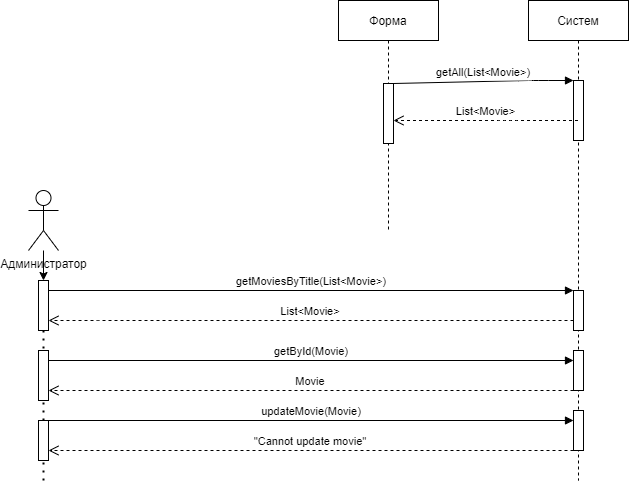 Форма
Систем
getAll(List<Movie>)
List<Movie>
Администратор
getMoviesByTitle(List<Movie>)
List<Movie>
getById(Movie)
Movie
updateMovie(Movie)
"Cannot update movie"